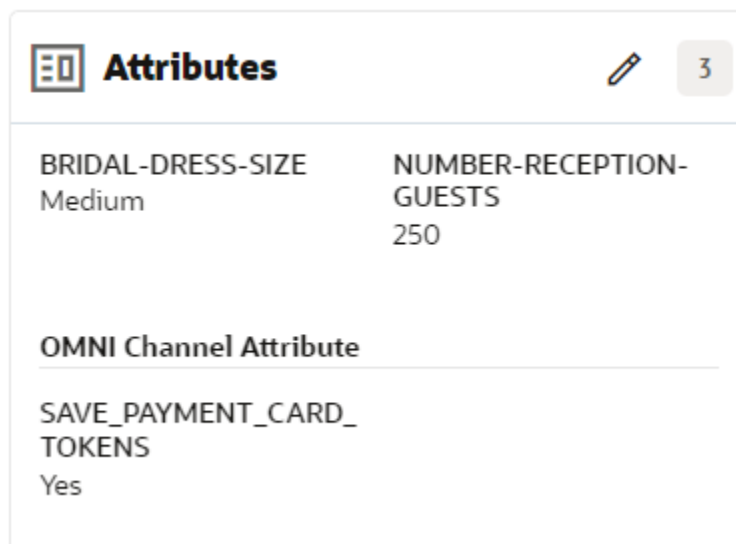 Attributes
3
BRIDAL-DRESS-SIZE
Medium
NUMBER-RECEPTION-
GUESTS
250
OMNI Channel Attribute
SAVE_PAYMENT_CARD_
TOKENS
Yes